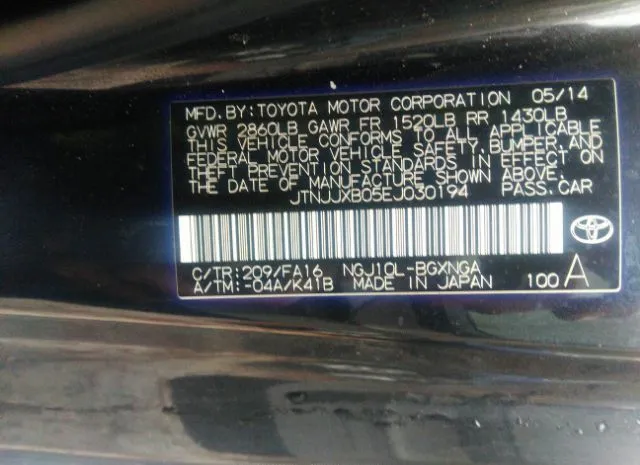 MFD. BY: TOYOTA MOTOR CORPORATION 05/14
GVWR 2860LB GAWR FR 1520LB RR 1430LB
THIS VEHICLE CONFORMS TO ALL APPLICABLE
FEDERAL MOTOR VEHICLE SAFETY, BUMPER, AND
THEFT PREVENTION STANDARDS IN EFFECT ON
THE DATE OF MANUFACTURE SHOWN ABOVE.
JTNJJXB05EJ030194 PASS.CAR
C/TR: 209/FA16 NGJ10L-BGXNGA
A/TM: -04A/K41B MADE IN JAPAN 100 A